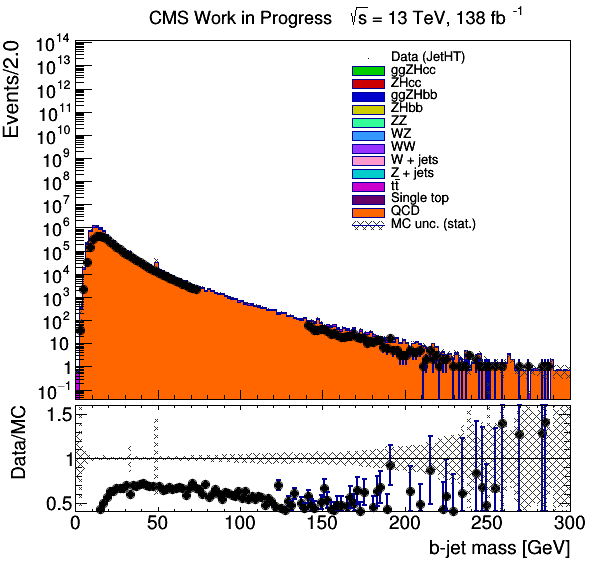 CMS Work in Progress √s = 13 TeV, 138 fb⁻¹
Events/2.0
10¹⁴
10¹³
10¹²
10¹¹
10¹⁰
10⁹
10⁸
10⁷
10⁶
10⁵
10⁴
10³
10²
10
1
10⁻¹
Data (JetHT)
ggZHcc
ZHcc
ggZHbb
ZHbb
ZZ
WZ
WW
W + jets
Z + jets
tt̄
Single top
QCD
MC unc. (stat.)
Data/MC
1.5
1
0.5
0 50 100 150 200 250 300
b-jet mass [GeV]